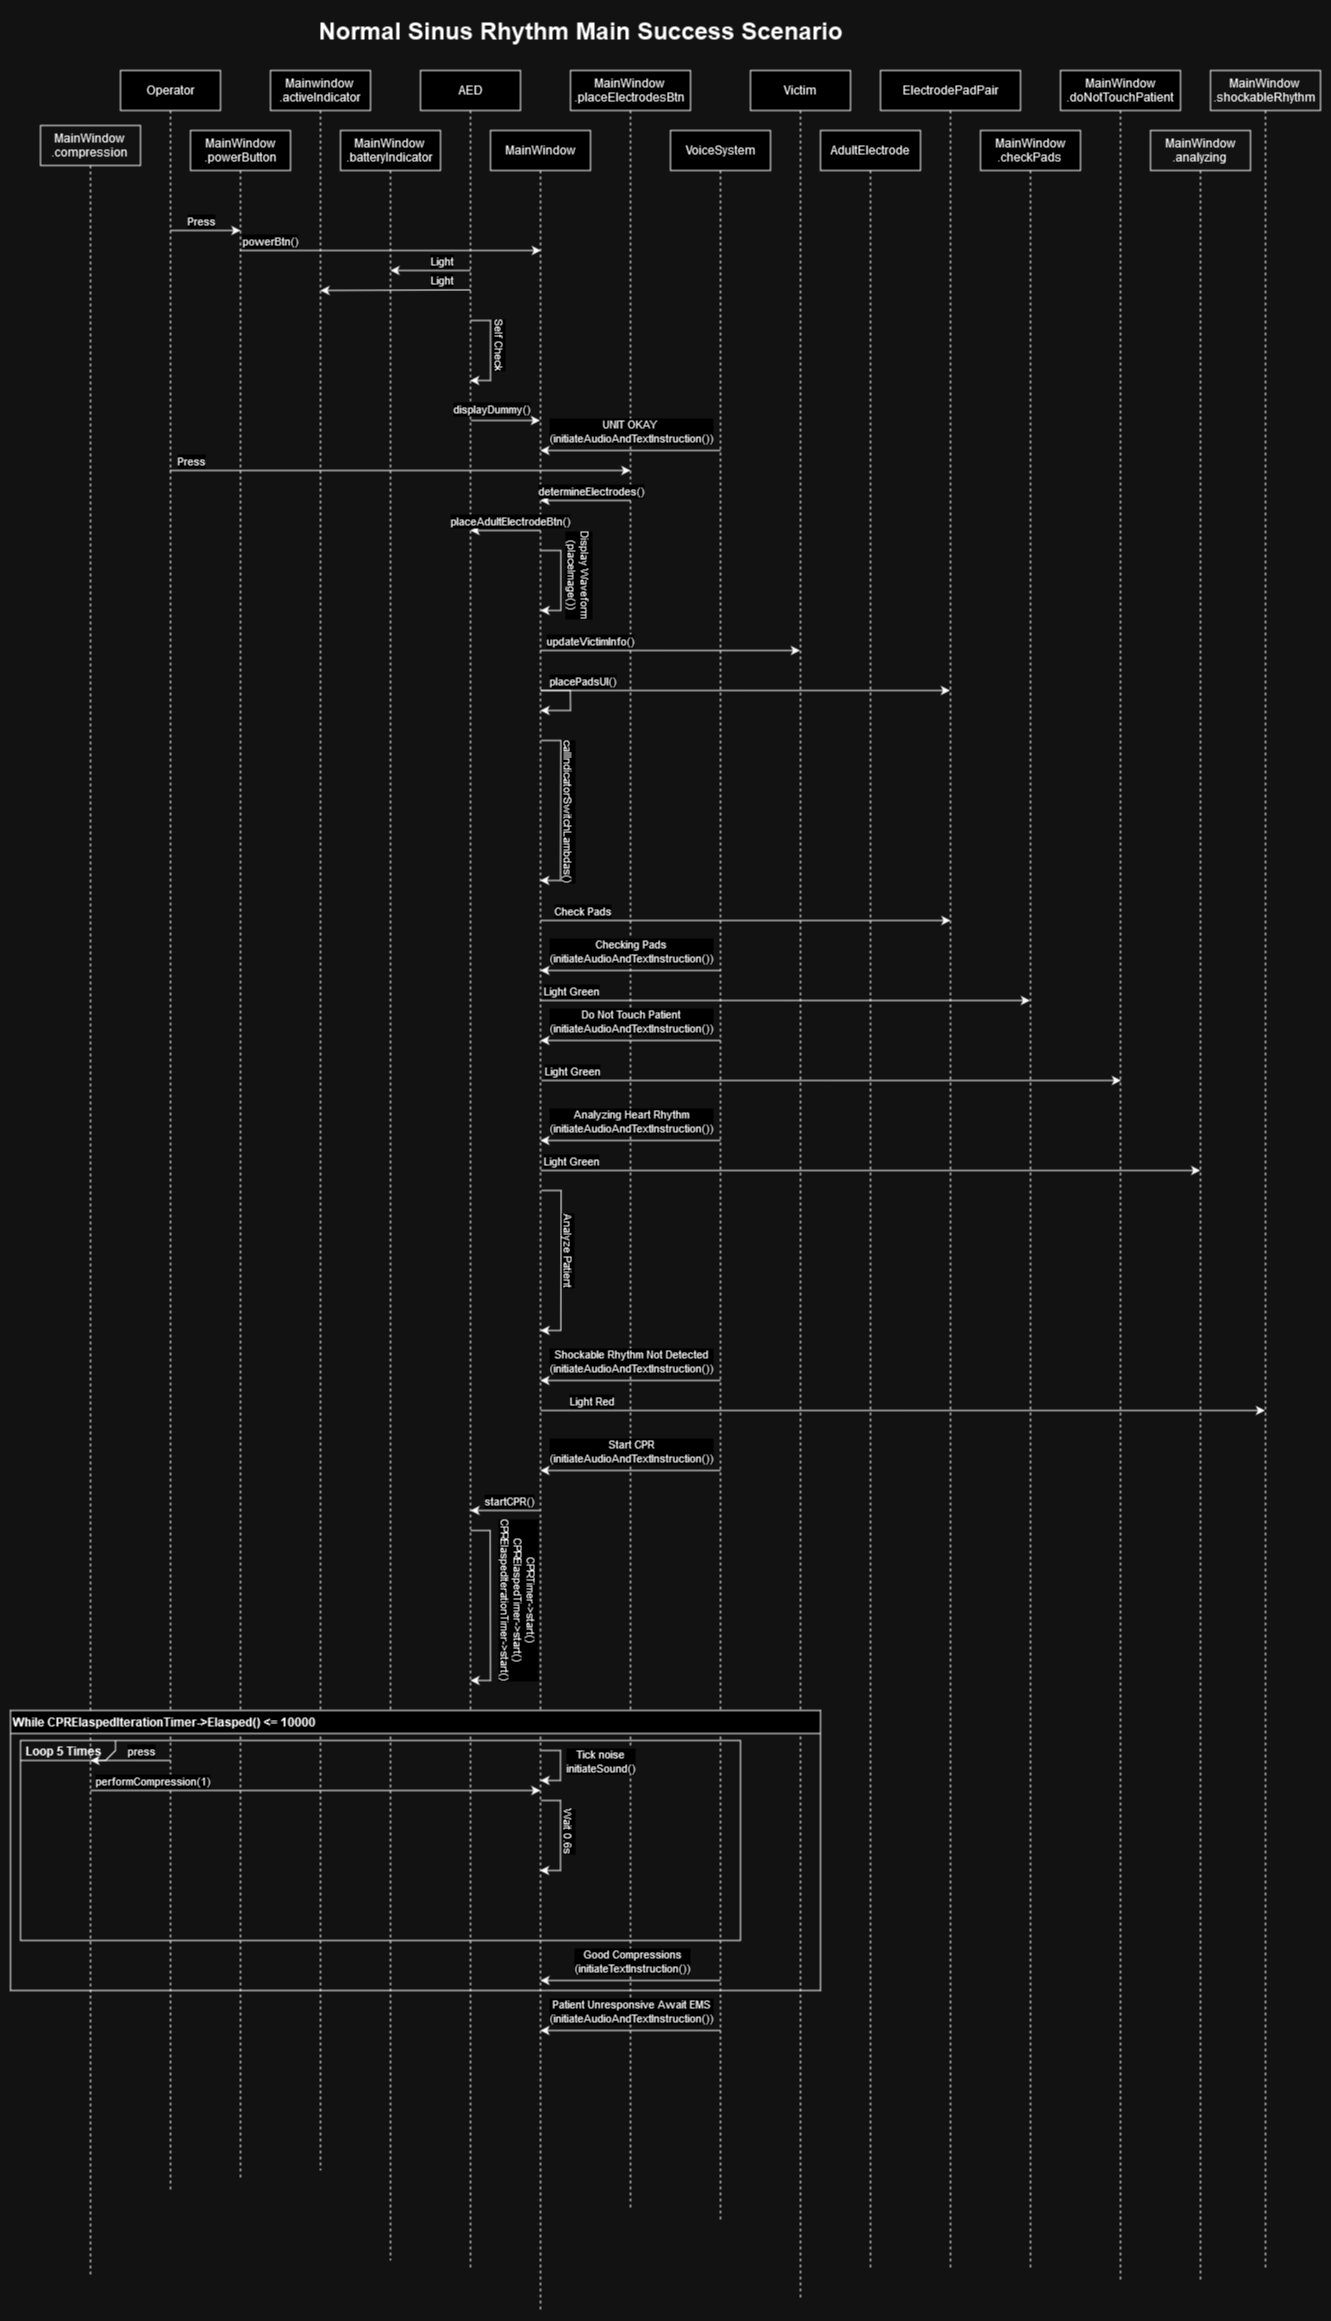 Normal Sinus Rhythm Main Success Scenario
Operator
Mainwindow
.activeIndicator
AED
MainWindow
.placeElectrodesBtn
Victim
ElectrodePadPair
MainWindow
.doNotTouchPatient
MainWindow
.shockableRhythm
MainWindow
.compression
MainWindow
.powerButton
MainWindow
.batteryIndicator
MainWindow
VoiceSystem
AdultElectrode
MainWindow
.checkPads
MainWindow
.analyzing
Press
powerBtn()
Light
Light
Self Check
displayDummy()
UNIT OKAY
(initiateAudioAndTextInstruction())
Press
determineElectrodes()
placeAdultElectrodeBtn()
Display Waveform
(placeImage())
updateVictimInfo()
placePadsUI()
callIndicatorSwitchLambdas()
Check Pads
Checking Pads
(initiateAudioAndTextInstruction())
Light Green
Do Not Touch Patient
(initiateAudioAndTextInstruction())
Light Green
Analyzing Heart Rhythm
(initiateAudioAndTextInstruction())
Light Green
Analyze Patient
Shockable Rhythm Not Detected
(initiateAudioAndTextInstruction())
Light Red
Start CPR
(initiateAudioAndTextInstruction())
startCPR()
CPRTimer->start()
CPRElaspedTimer->start()
CPRElaspedIterationTimer->start()
While CPRElaspedIterationTimer->Elasped() <= 10000
Loop 5 Times
press
Tick noise
initiateSound()
performCompression(1)
Wait 0.6s
Good Compressions
(initiateTextInstruction())
Patient Unresponsive Await EMS
(initiateAudioAndTextInstruction())